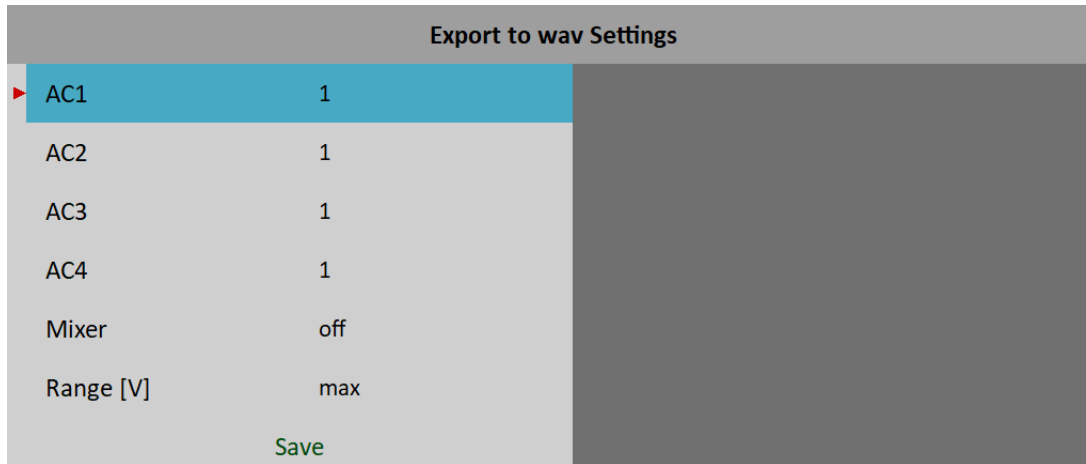 Export to wav Settings
AC1 1
AC2 1
AC3 1
AC4 1
Mixer off
Range [V] max
Save